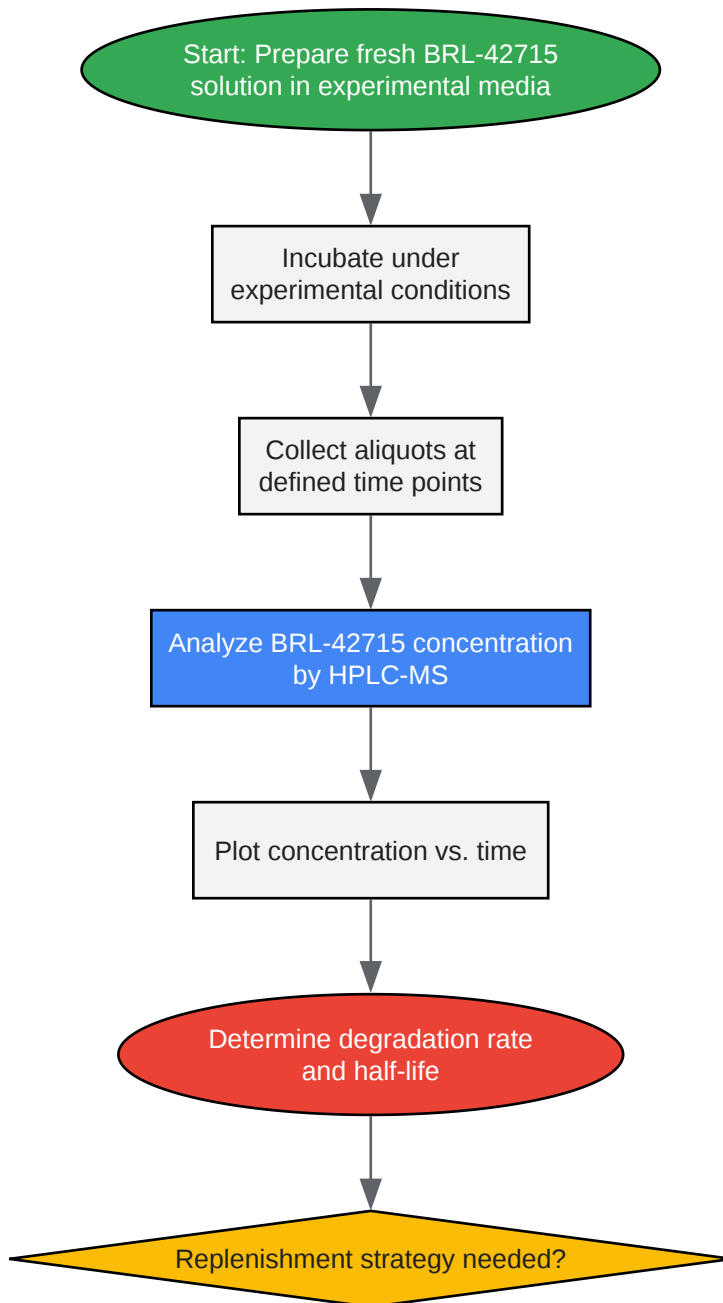 Start: Prepare fresh BRL-42715
solution in experimental media
Incubate under
experimental conditions
Collect aliquots at
defined time points
Analyze BRL-42715 concentration
by HPLC-MS
Plot concentration vs. time
Determine degradation rate
and half-life
Replenishment strategy needed?